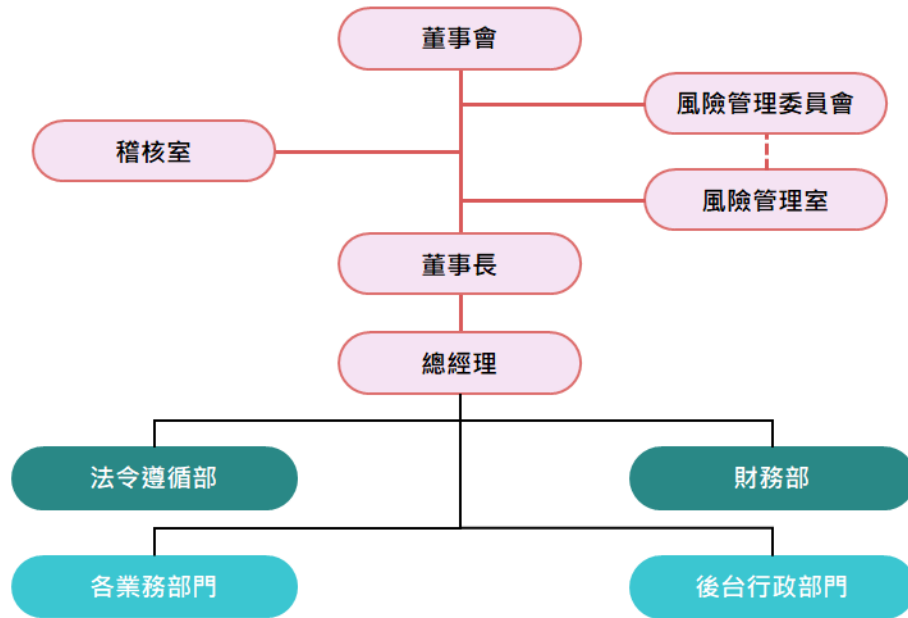 董事會
風險管理委員會
稽核室
風險管理室
董事長
總經理
法令遵循部
財務部
各業務部門
後台行政部門